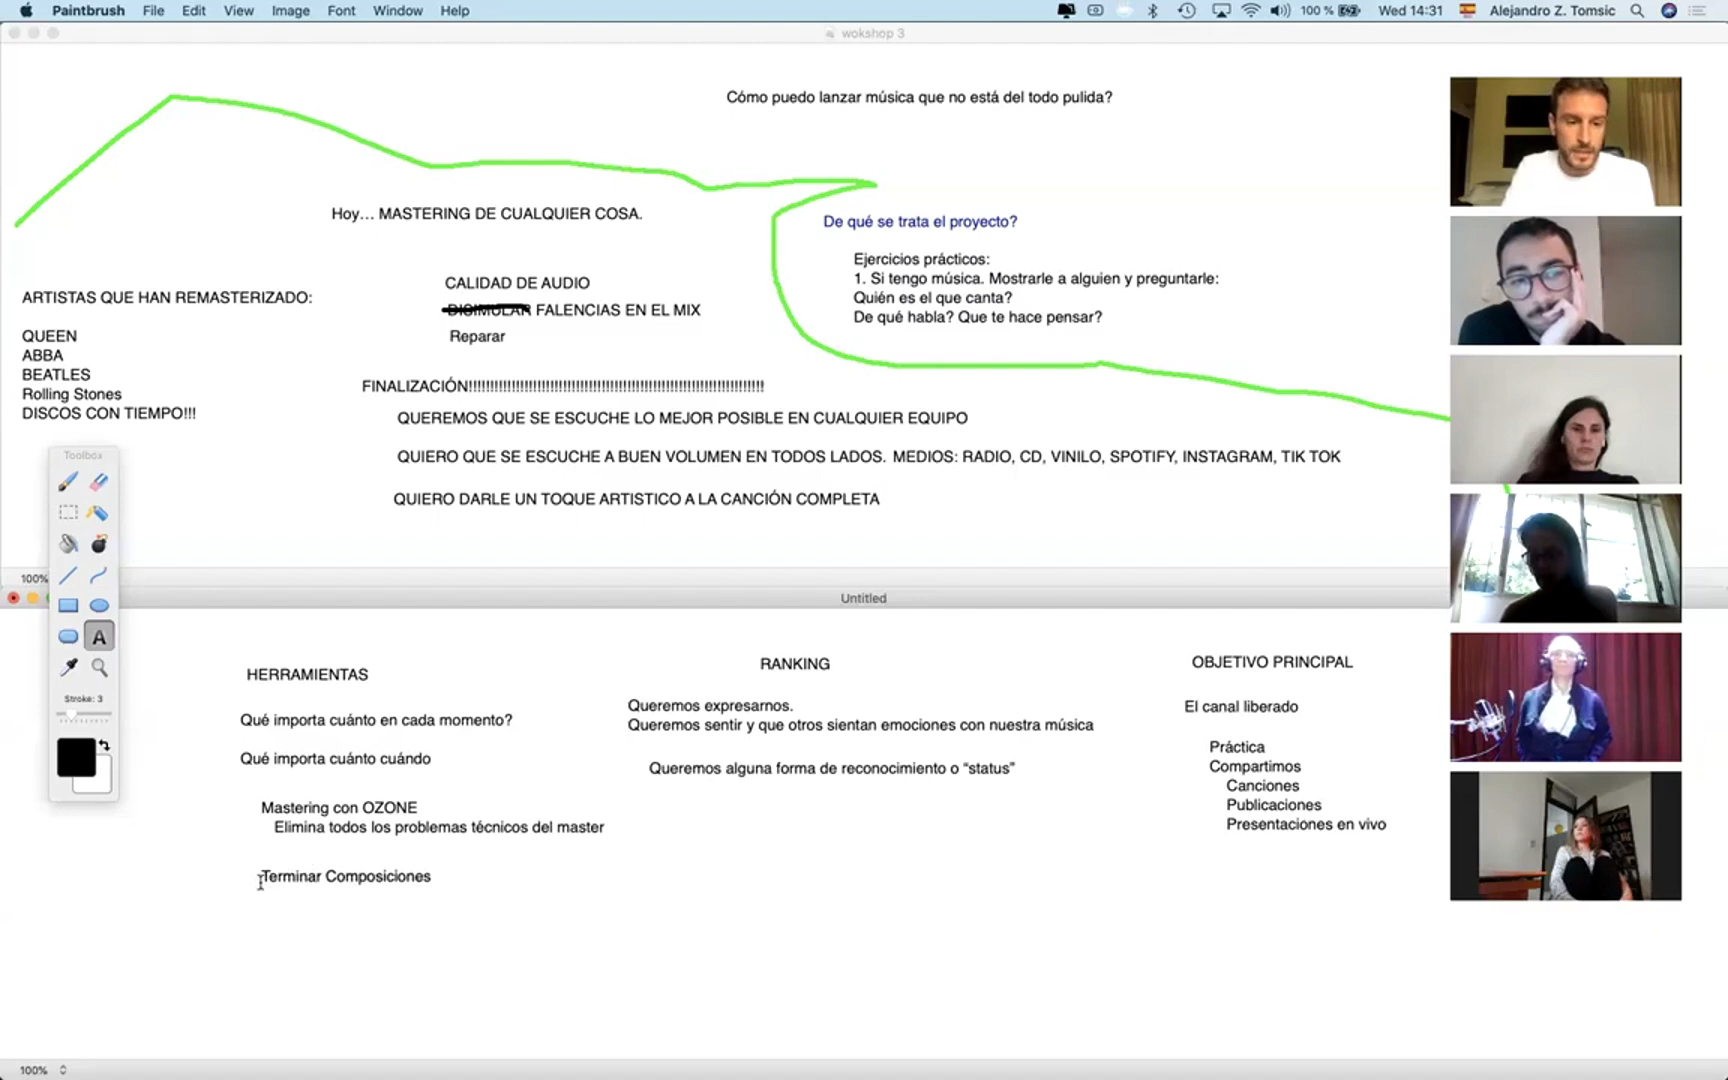 Paintbrush File Edit View Image Font Window Help 100 % Wed 14:31 Alejandro Z. Tomsic
wokshop 3
Cómo puedo lanzar música que no está del todo pulida?
Hoy… MASTERING DE CUALQUIER COSA.
De qué se trata el proyecto?
Ejercicios prácticos:
1. Si tengo música. Mostrarle a alguien y preguntarle:
Quién es el que canta?
De qué habla? Que te hace pensar?
ARTISTAS QUE HAN REMASTERIZADO:
QUEEN
ABBA
BEATLES
Rolling Stones
DISCOS CON TIEMPO!!!
CALIDAD DE AUDIO
DISIMULAR FALENCIAS EN EL MIX
Reparar
FINALIZACIÓN!!!!!!!!!!!!!!!!!!!!!!!!!!!!!!!!!!!!!!!!!!!!!!!!!!!!!!!!!!!!!!!!!!
QUEREMOS QUE SE ESCUCHE LO MEJOR POSIBLE EN CUALQUIER EQUIPO
QUIERO QUE SE ESCUCHE A BUEN VOLUMEN EN TODOS LADOS. MEDIOS: RADIO, CD, VINILO, SPOTIFY, INSTAGRAM, TIK TOK
QUIERO DARLE UN TOQUE ARTISTICO A LA CANCIÓN COMPLETA
Toolbox
A
Stroke: 3
100%
Untitled
HERRAMIENTAS
Qué importa cuánto en cada momento?
Qué importa cuánto cuándo
Mastering con OZONE
Elimina todos los problemas técnicos del master
Terminar Composiciones
RANKING
Queremos expresarnos.
Queremos sentir y que otros sientan emociones con nuestra música
Queremos alguna forma de reconocimiento o “status”
OBJETIVO PRINCIPAL
El canal liberado
Práctica
Compartimos
Canciones
Publicaciones
Presentaciones en vivo
100%